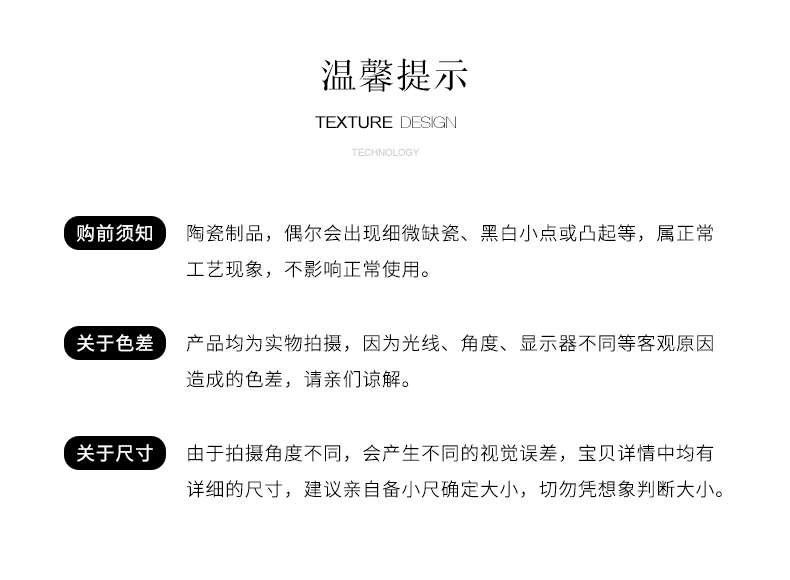 温馨提示
TEXTURE DESIGN
TECHNOLOGY
购前须知
陶瓷制品，偶尔会出现细微缺瓷、黑白小点或凸起等，属正常
工艺现象，不影响正常使用。
关于色差
产品均为实物拍摄，因为光线、角度、显示器不同等客观原因
造成的色差，请亲们谅解。
关于尺寸
由于拍摄角度不同，会产生不同的视觉误差，宝贝详情中均有
详细的尺寸，建议亲自备小尺确定大小，切勿凭想象判断大小。